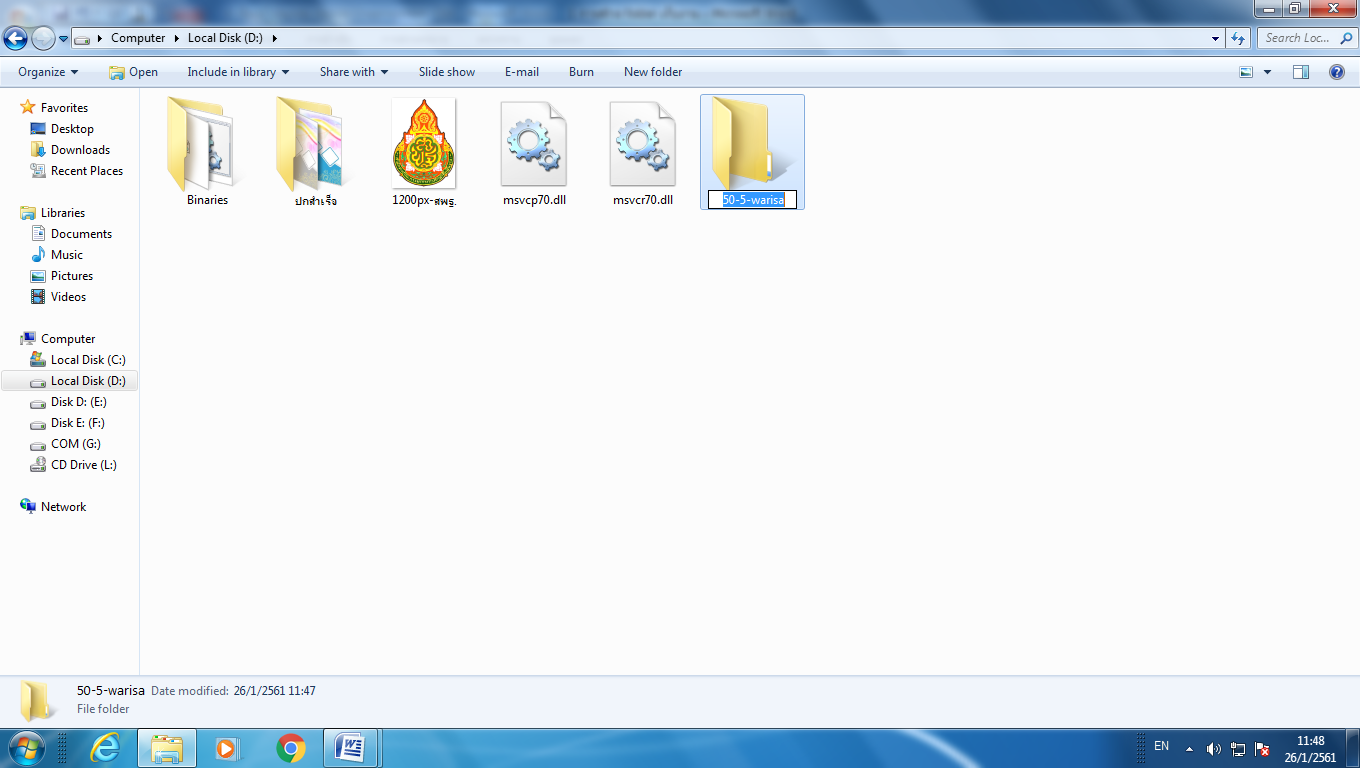 Computer
Local Disk (D:)
Search Loc...
Organize
Open
Include in library
Share with
Slide show
E-mail
Burn
New folder
Favorites
Desktop
Downloads
Recent Places
Libraries
Documents
Music
Pictures
Videos
Computer
Local Disk (C:)
Local Disk (D:)
Disk D: (E:)
Disk E: (F:)
COM (G:)
CD Drive (L:)
Network
Binaries
ปกสำเร็จ
1200px-สพฐ.
msvcp70.dll
msvcr70.dll
50-5-warisa
50-5-warisa Date modified: 26/1/2561 11:47
File folder
EN
11:48
26/1/2561